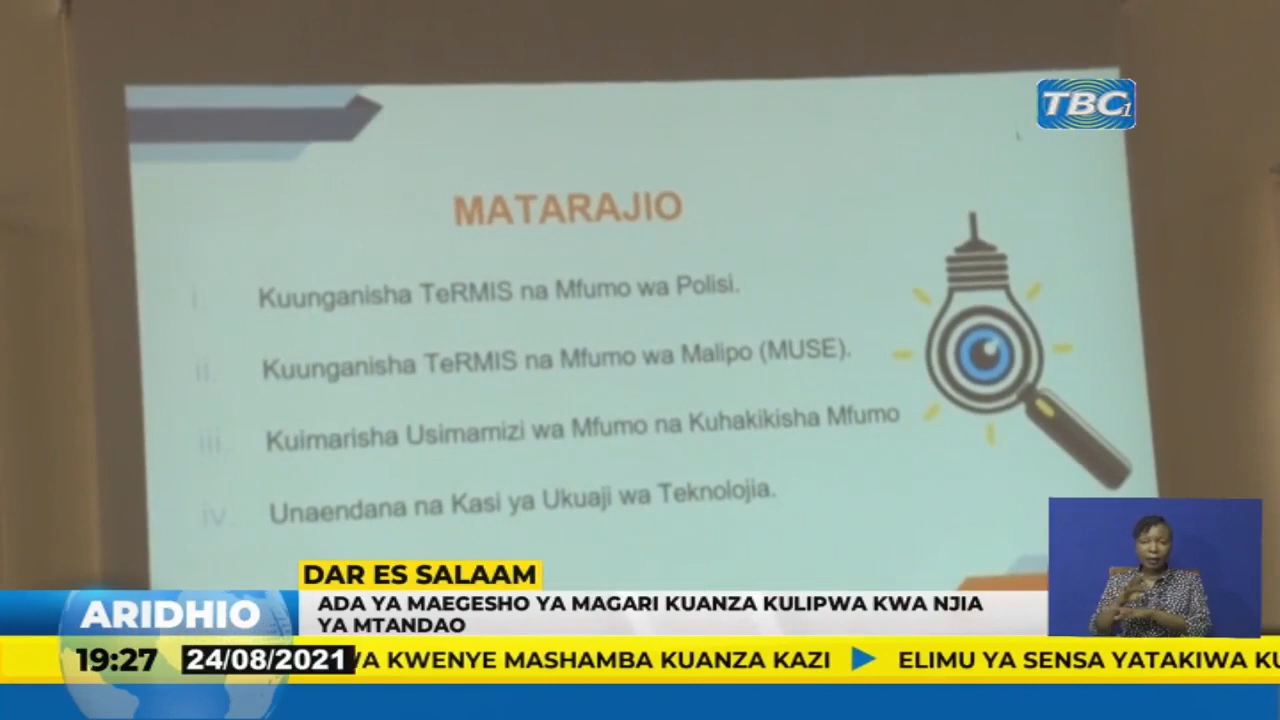 TBC1
MATARAJIO
i. Kuunganisha TeRMIS na Mfumo wa Polisi.
ii. Kuunganisha TeRMIS na Mfumo wa Malipo (MUSE).
iii. Kuimarisha Usimamizi wa Mfumo na Kuhakikisha Mfumo
iv. Unaendana na Kasi ya Ukuaji wa Teknolojia.
DAR ES SALAAM
ARIDHIO
ADA YA MAEGESHO YA MAGARI KUANZA KULIPWA KWA NJIA
YA MTANDAO
19:27 24/08/2021 VA KWENYE MASHAMBA KUANZA KAZI ELIMU YA SENSA YATAKIWA KU